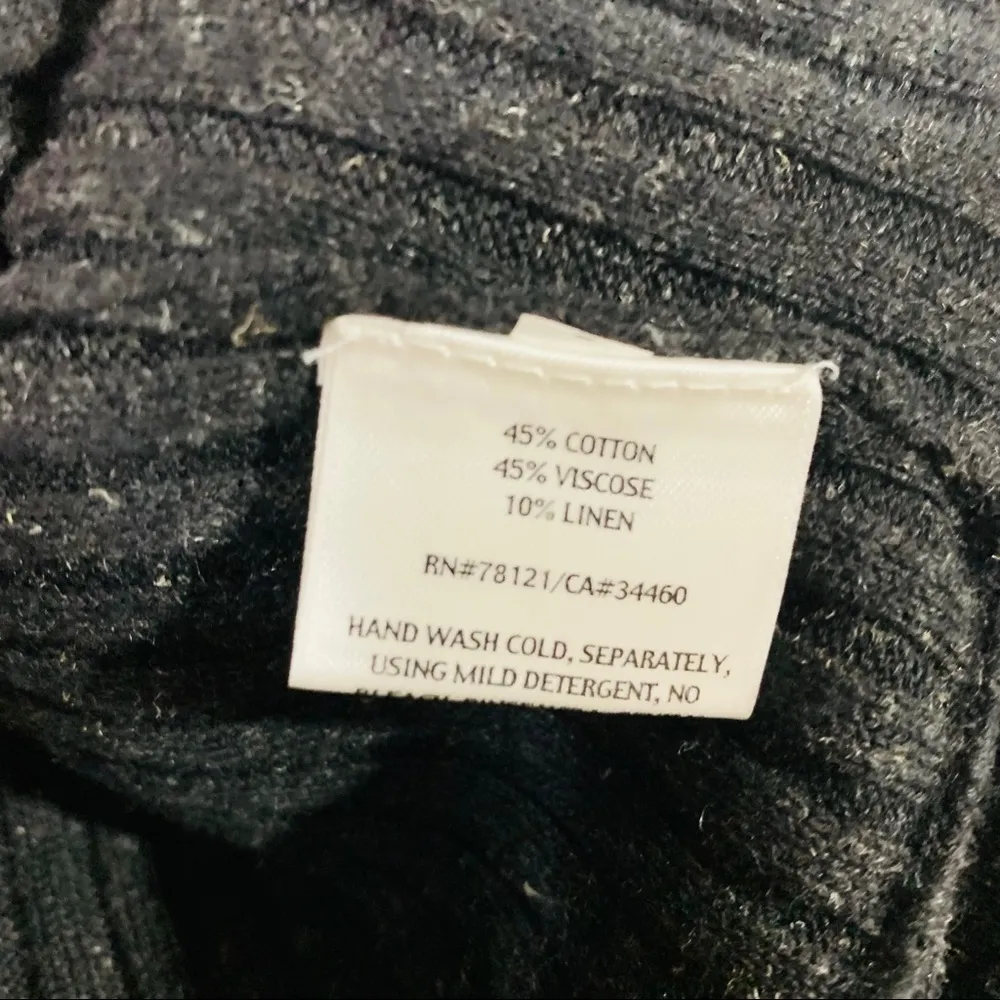 45% COTTON
45% VISCOSE
10% LINEN
RN#78121/CA#34460
HAND WASH COLD, SEPARATELY,
USING MILD DETERGENT, NO